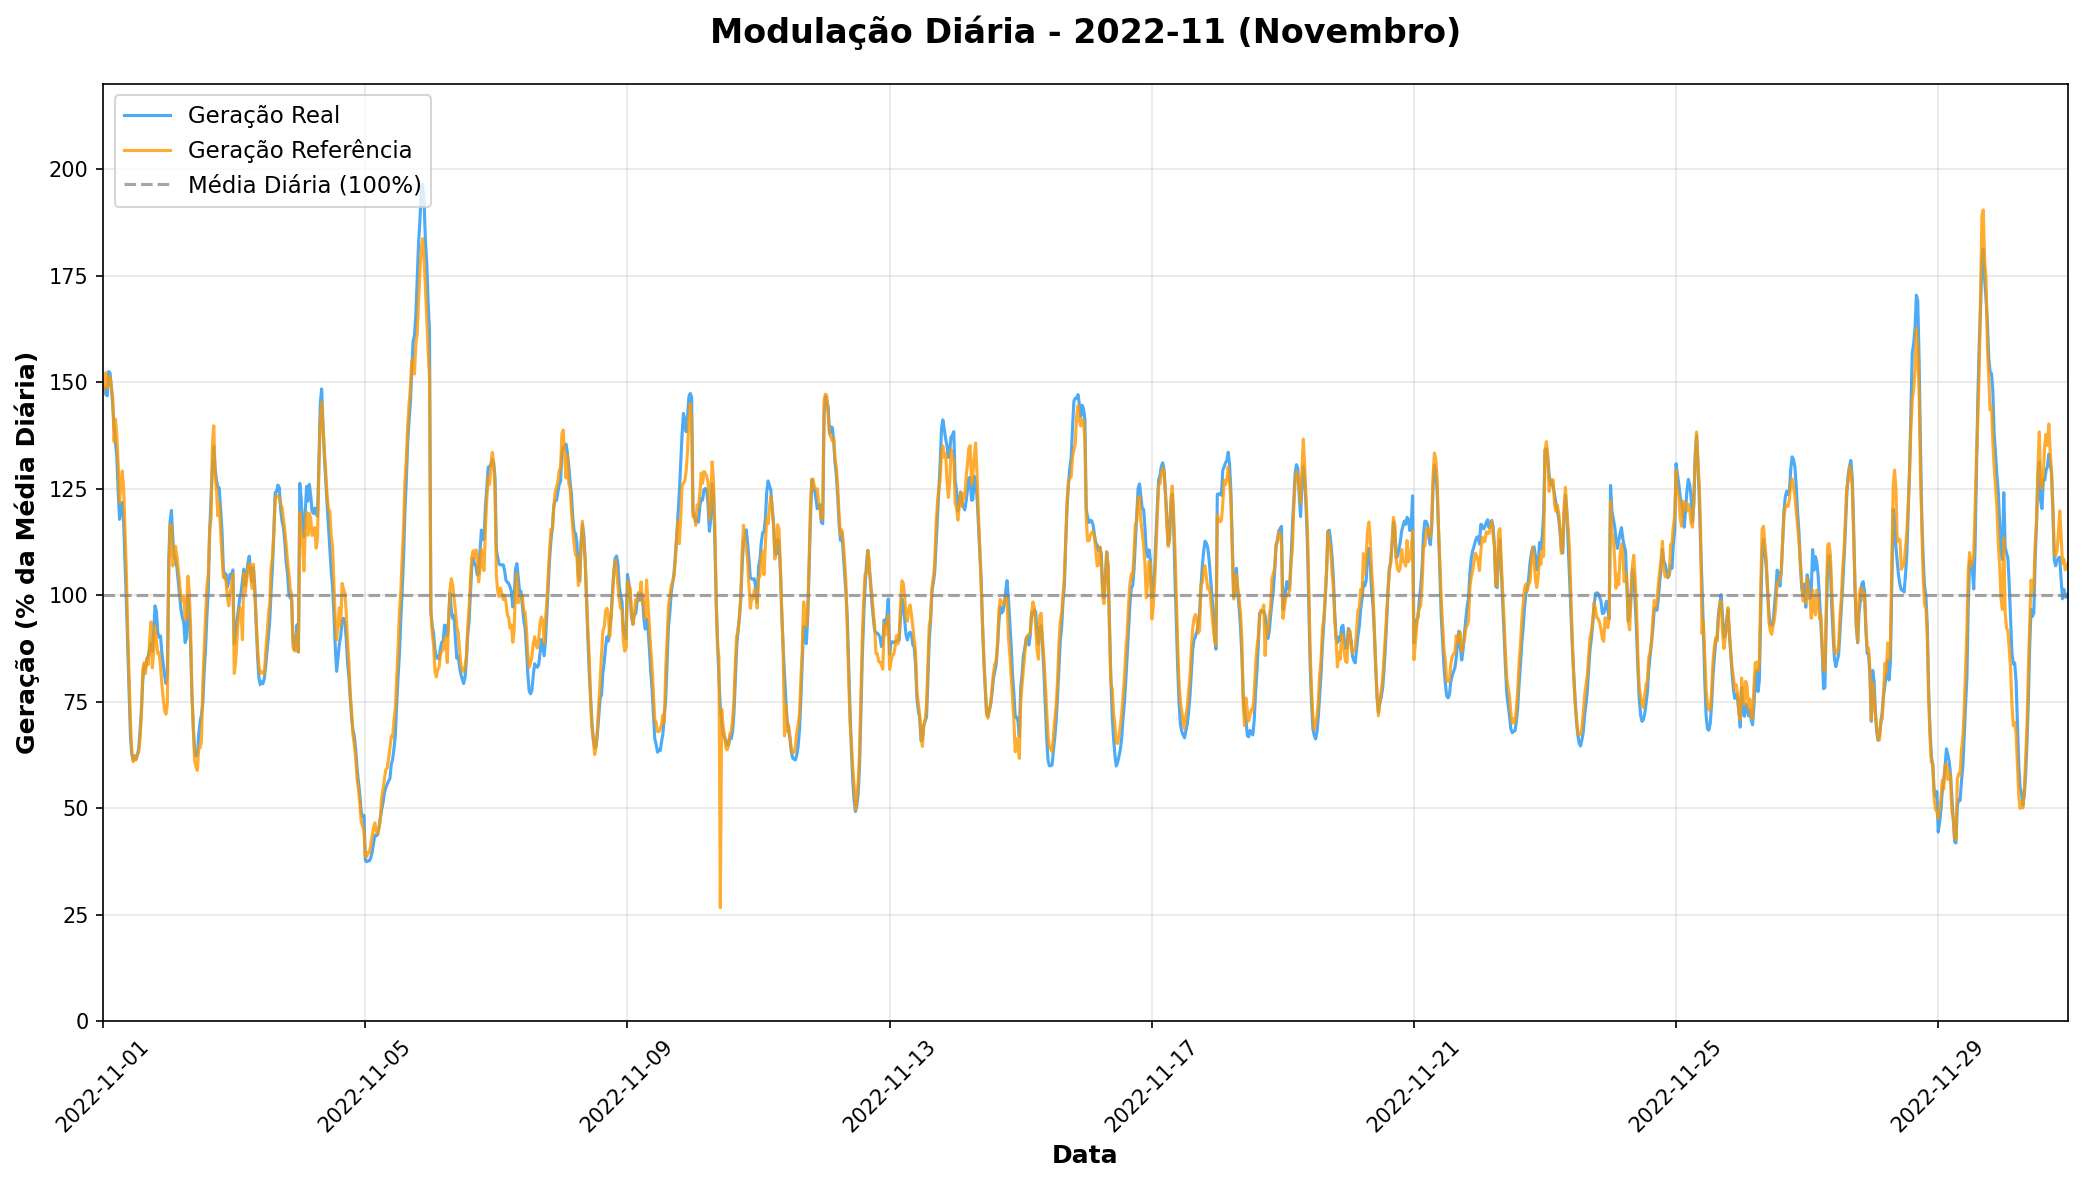 Modulação Diária - 2022-11 (Novembro)
Geração Real
Geração Referência
Média Diária (100%)
Geração (% da Média Diária)
200
175
150
125
100
75
50
25
0
2022-11-01
2022-11-05
2022-11-09
2022-11-13
2022-11-17
2022-11-21
2022-11-25
2022-11-29
Data